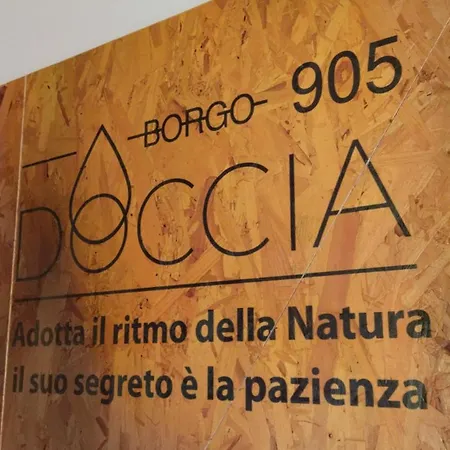 BORGO 905
DOCCIA
Adotta il ritmo della Natura
il suo segreto è la pazienza